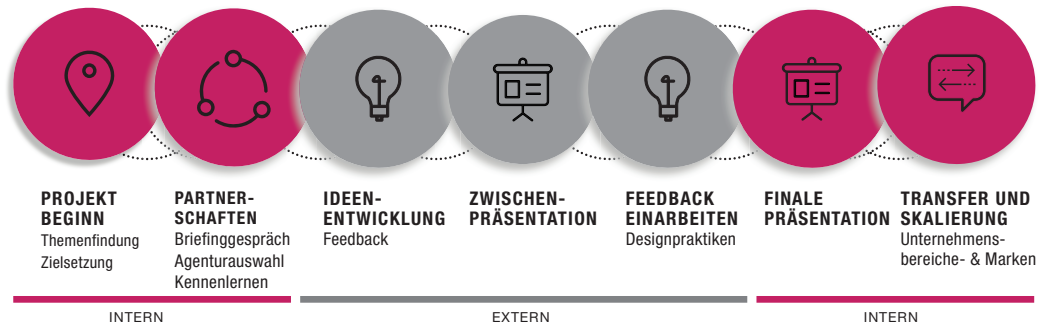 PROJEKT
BEGINN
Themenfindung
Zielsetzung
PARTNER-
SCHAFTEN
Briefinggespräch
Agenturauswahl
Kennenlernen
IDEEN-
ENTWICKLUNG
Feedback
ZWISCHEN-
PRÄSENTATION
FEEDBACK
EINARBEITEN
Designpraktiken
FINALE
PRÄSENTATION
TRANSFER UND
SKALIERUNG
Unternehmens-
bereiche- & Marken
INTERN
EXTERN
INTERN